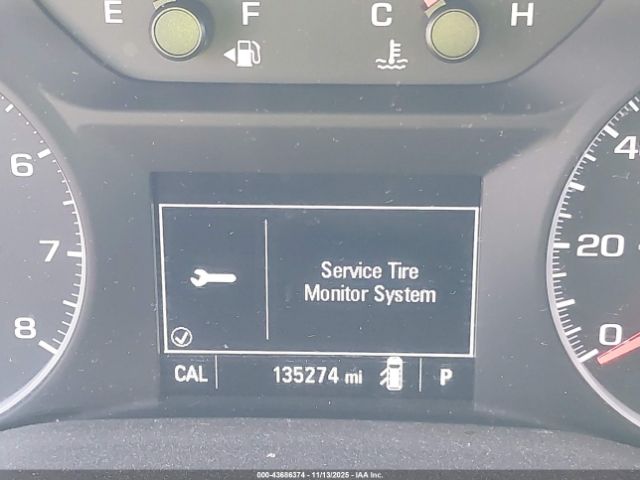 E F C H
6
7
8
40
20
0
Service Tire
Monitor System
CAL 135274 mi P
000-43686374 - 11/13/2025 - IAA Inc.